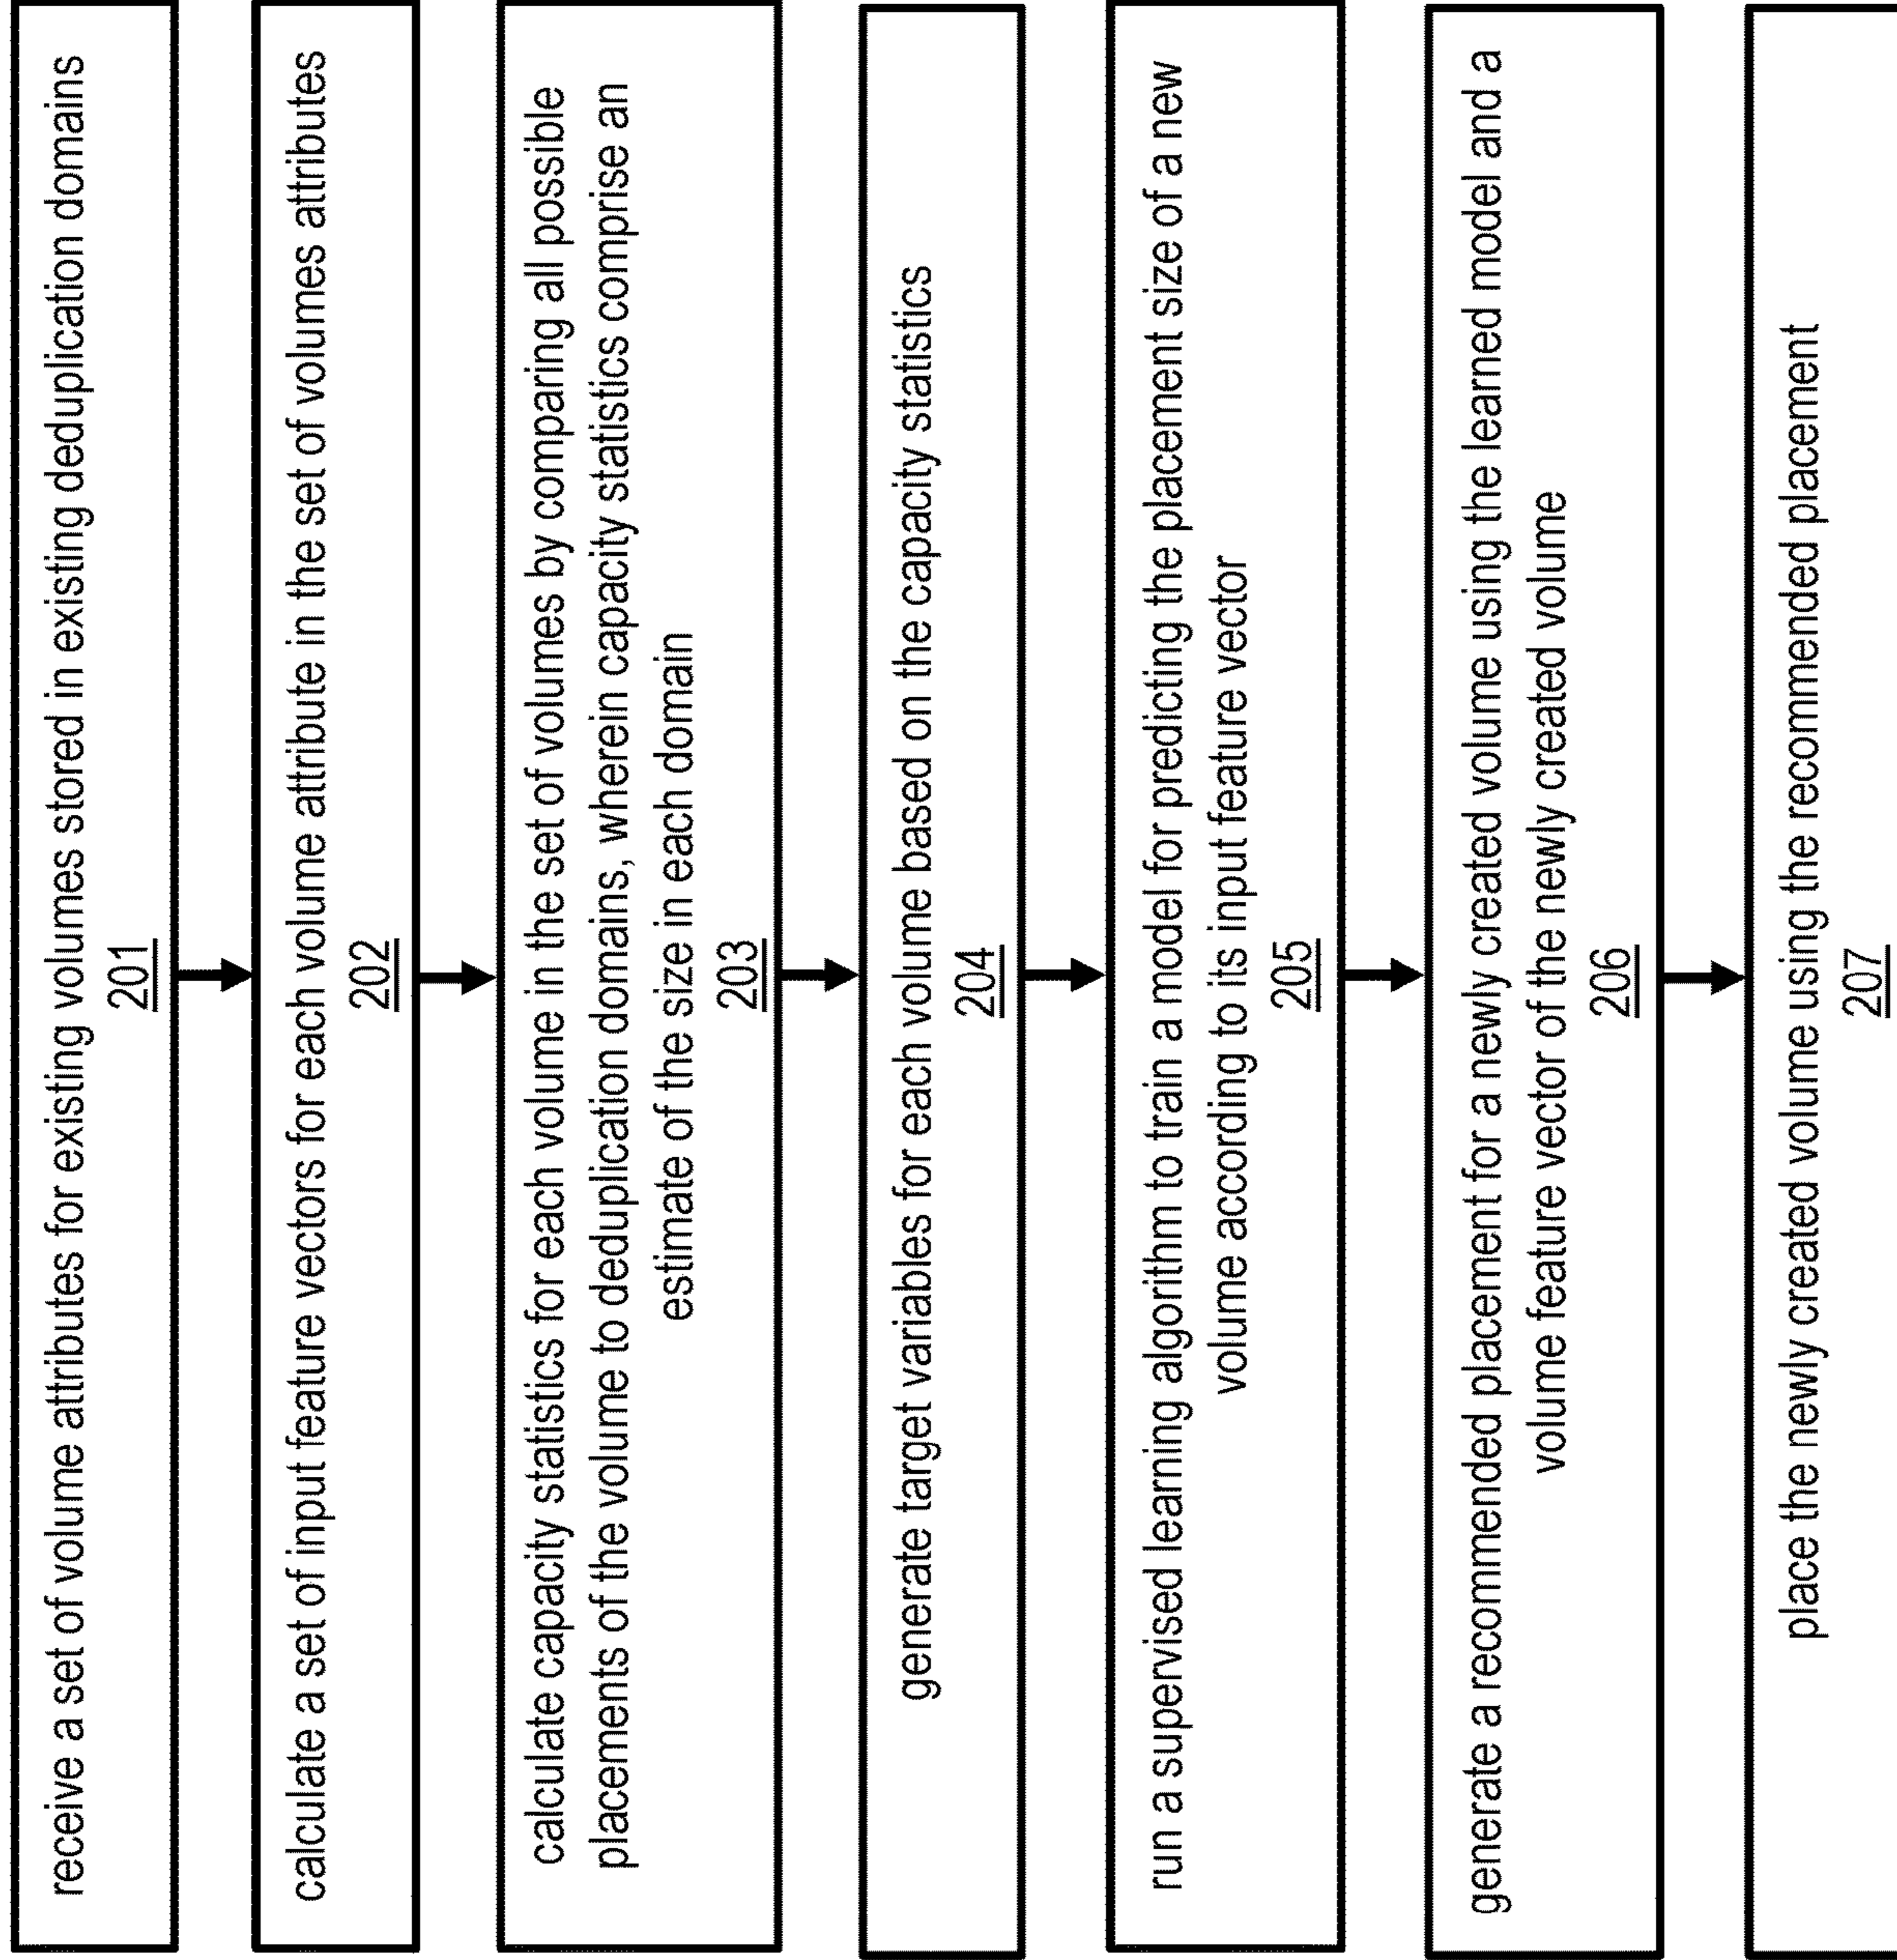 receive a set of volume attributes for existing volumes stored in existing deduplication domains
201
calculate a set of input feature vectors for each volume attribute in the set of volumes attributes
202
calculate capacity statistics for each volume in the set of volumes by comparing all possible
placements of the volume to deduplication domains, wherein capacity statistics comprise an
estimate of the size in each domain
203
generate target variables for each volume based on the capacity statistics
204
run a supervised learning algorithm to train a model for predicting the placement size of a new
volume according to its input feature vector
205
generate a recommended placement for a newly created volume using the learned model and a
volume feature vector of the newly created volume
206
place the newly created volume using the recommended placement
207